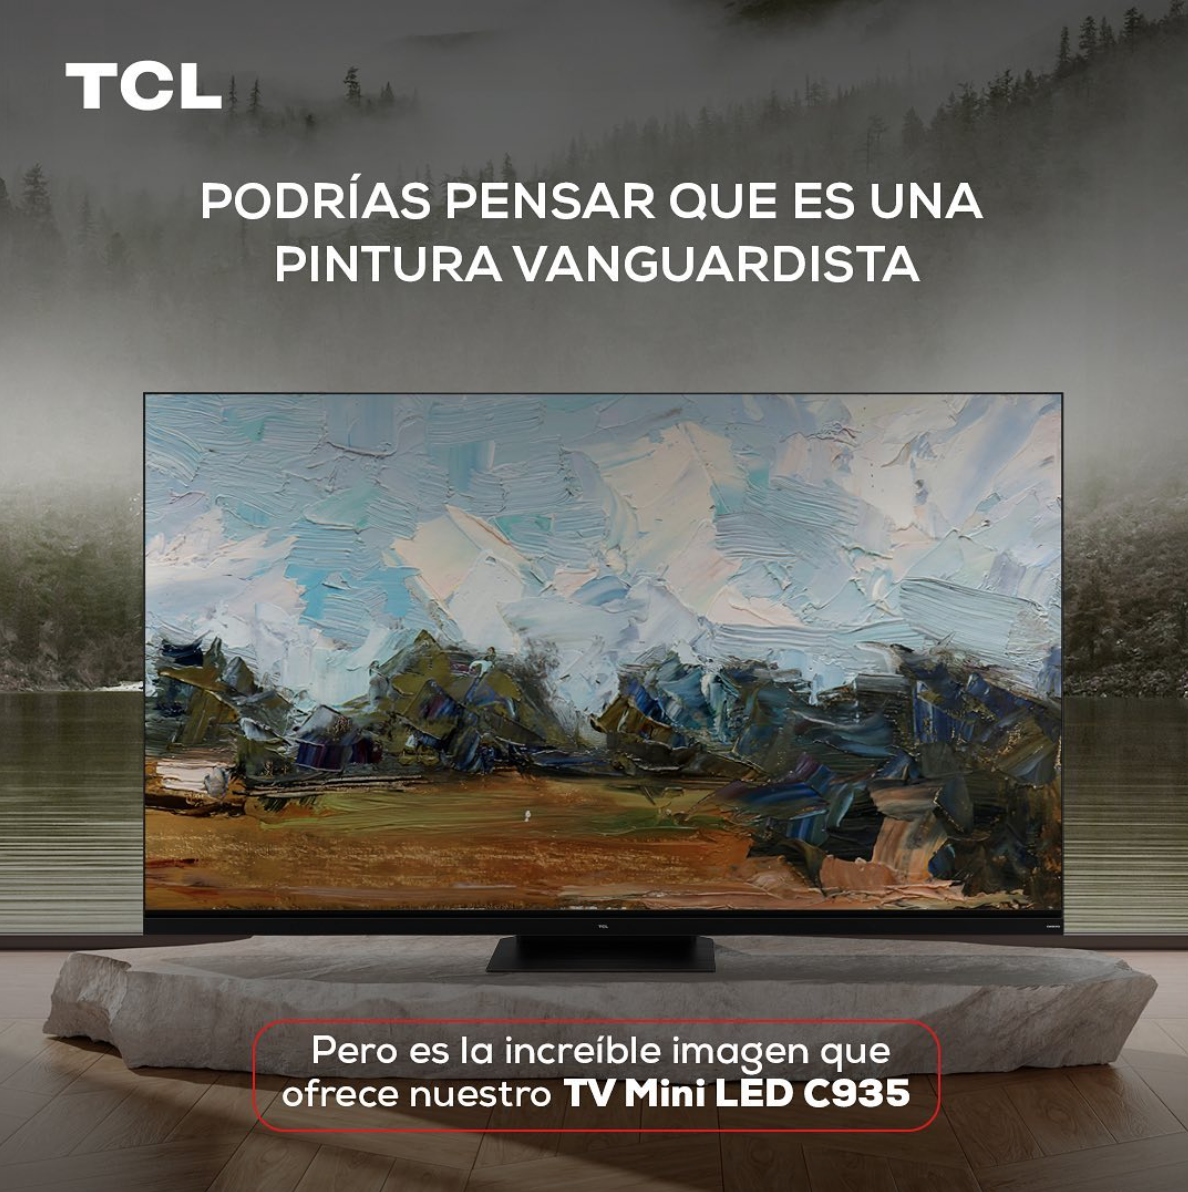 TCL
PODRÍAS PENSAR QUE ES UNA
PINTURA VANGUARDISTA
TCL
Pero es la increíble imagen que
ofrece nuestro TV Mini LED C935